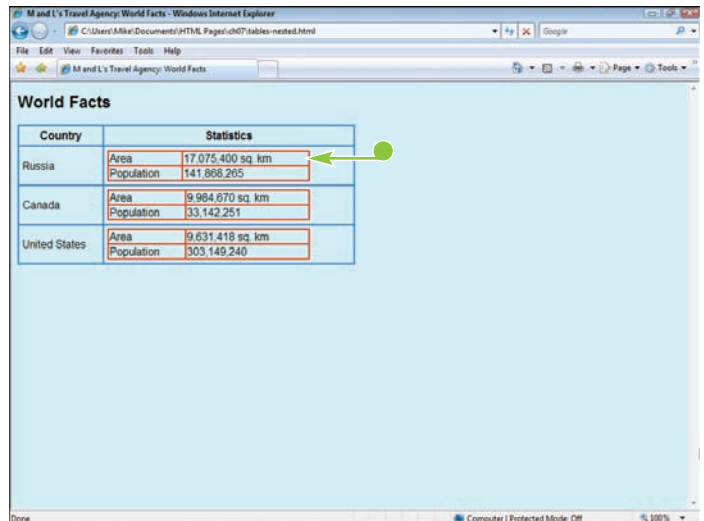 M and L's Travel Agency: World Facts - Windows Internet Explorer
C:\Users\Mike\Documents\HTML Pages\ch07\tables-nested.html
Google
File Edit View Favorites Tools Help
M and L's Travel Agency: World Facts
Page Tools
World Facts
Country Statistics
Russia
Area 17,075,400 sq. km
Population 141,868,265
Canada
Area 9,984,670 sq. km
Population 33,142,251
United States
Area 9,631,418 sq. km
Population 303,149,240
Done
Computer | Protected Mode: Off
100%